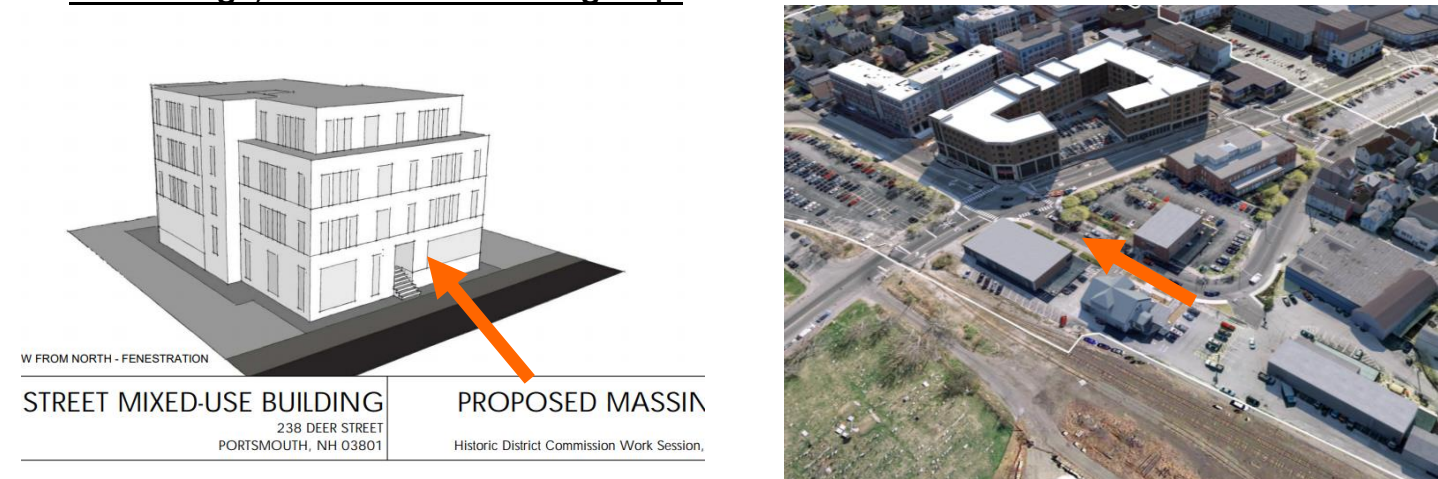 W FROM NORTH - FENESTRATION
STREET MIXED-USE BUILDING
238 DEER STREET
PORTSMOUTH, NH 03801
PROPOSED MASSIN
Historic District Commission Work Session,